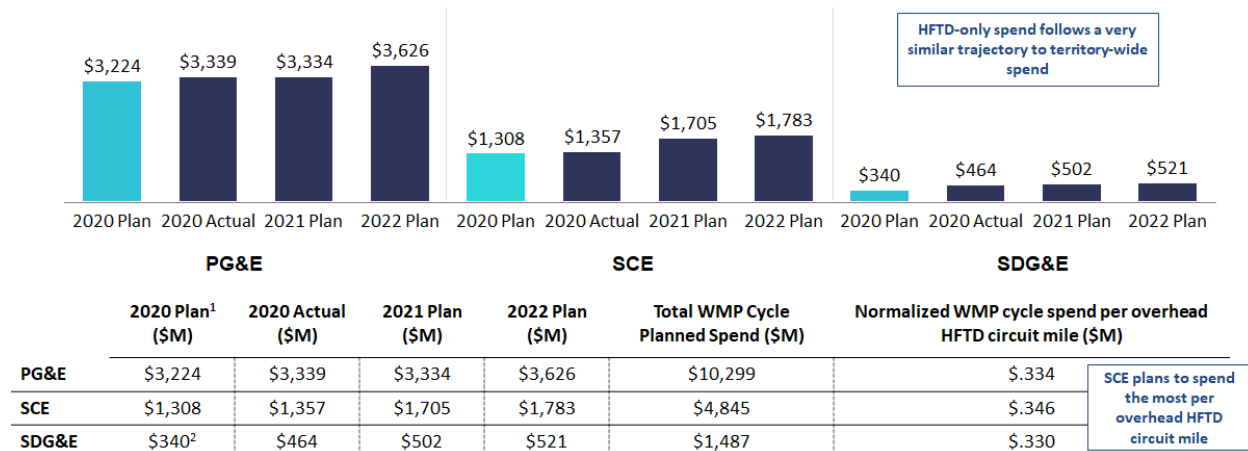 HFTD-only spend follows a very
similar trajectory to territory-wide
spend
$3,224 $3,339 $3,334 $3,626
$1,308 $1,357 $1,705 $1,783
$340 $464 $502 $521
2020 Plan 2020 Actual 2021 Plan 2022 Plan 2020 Plan 2020 Actual 2021 Plan 2022 Plan 2020 Plan 2020 Actual 2021 Plan 2022 Plan
PG&E SCE SDG&E
2020 Plan¹ 2020 Actual 2021 Plan 2022 Plan Total WMP Cycle Normalized WMP cycle spend per overhead
($M) ($M) ($M) ($M) Planned Spend ($M) HFTD circuit mile ($M)
PG&E $3,224 $3,339 $3,334 $3,626 $10,299 $.334
SCE $1,308 $1,357 $1,705 $1,783 $4,845 $.346
SDG&E $340² $464 $502 $521 $1,487 $.330
SCE plans to spend
the most per
overhead HFTD
circuit mile